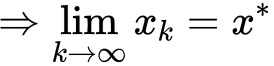 ⇒ lim_{k→∞} x_k = x*